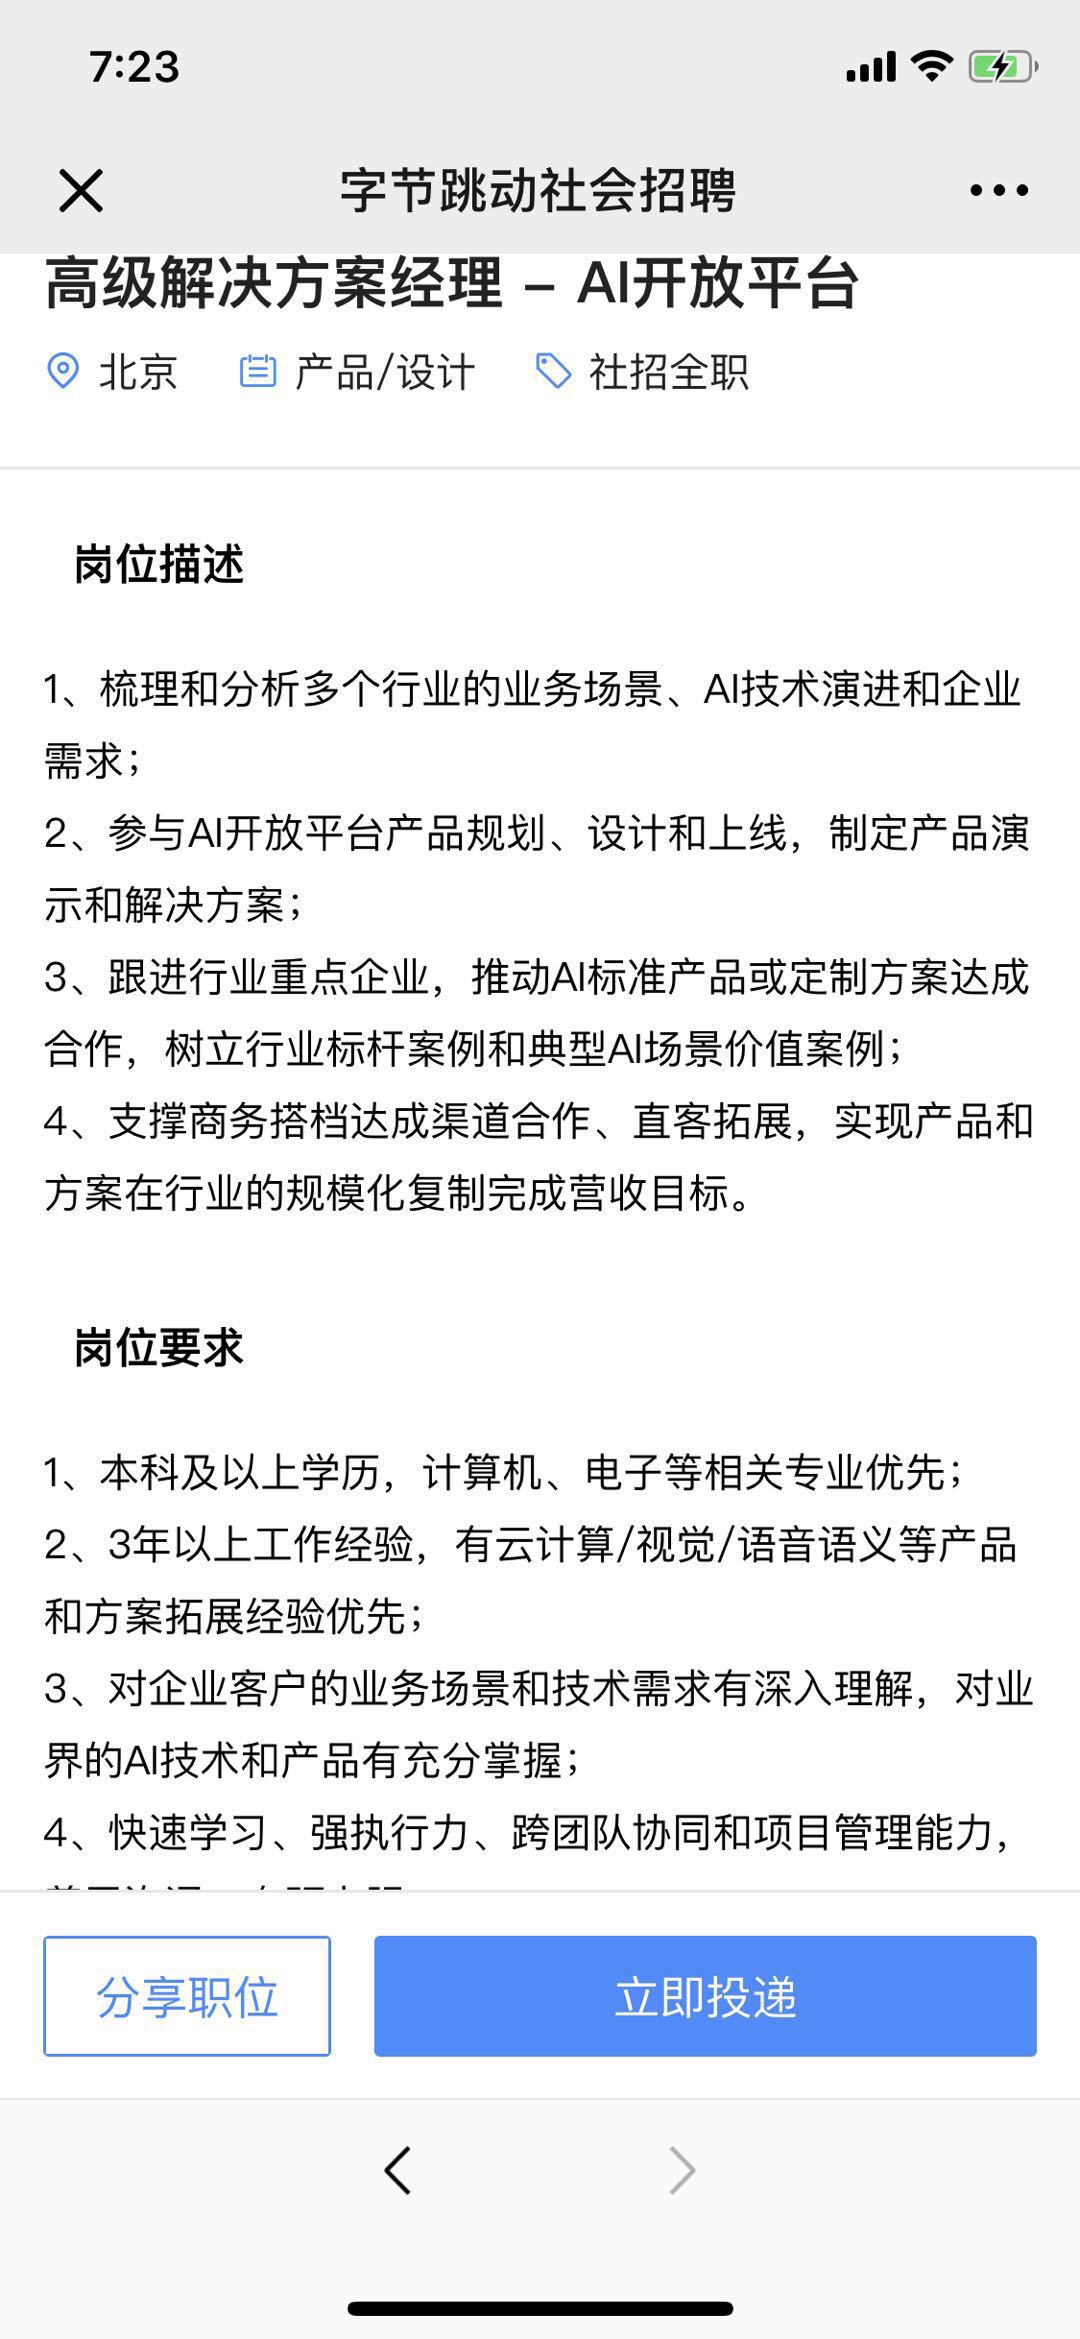 7:23
字节跳动社会招聘
高级解决方案经理 – AI开放平台
北京 产品/设计 社招全职
岗位描述
1、梳理和分析多个行业的业务场景、AI技术演进和企业
需求；
2、参与AI开放平台产品规划、设计和上线，制定产品演
示和解决方案；
3、跟进行业重点企业，推动AI标准产品或定制方案达成
合作，树立行业标杆案例和典型AI场景价值案例；
4、支撑商务搭档达成渠道合作、直客拓展，实现产品和
方案在行业的规模化复制完成营收目标。
岗位要求
1、本科及以上学历，计算机、电子等相关专业优先；
2、3年以上工作经验，有云计算/视觉/语音语义等产品
和方案拓展经验优先；
3、对企业客户的业务场景和技术需求有深入理解，对业
界的AI技术和产品有充分掌握；
4、快速学习、强执行力、跨团队协同和项目管理能力，
分享职位
立即投递